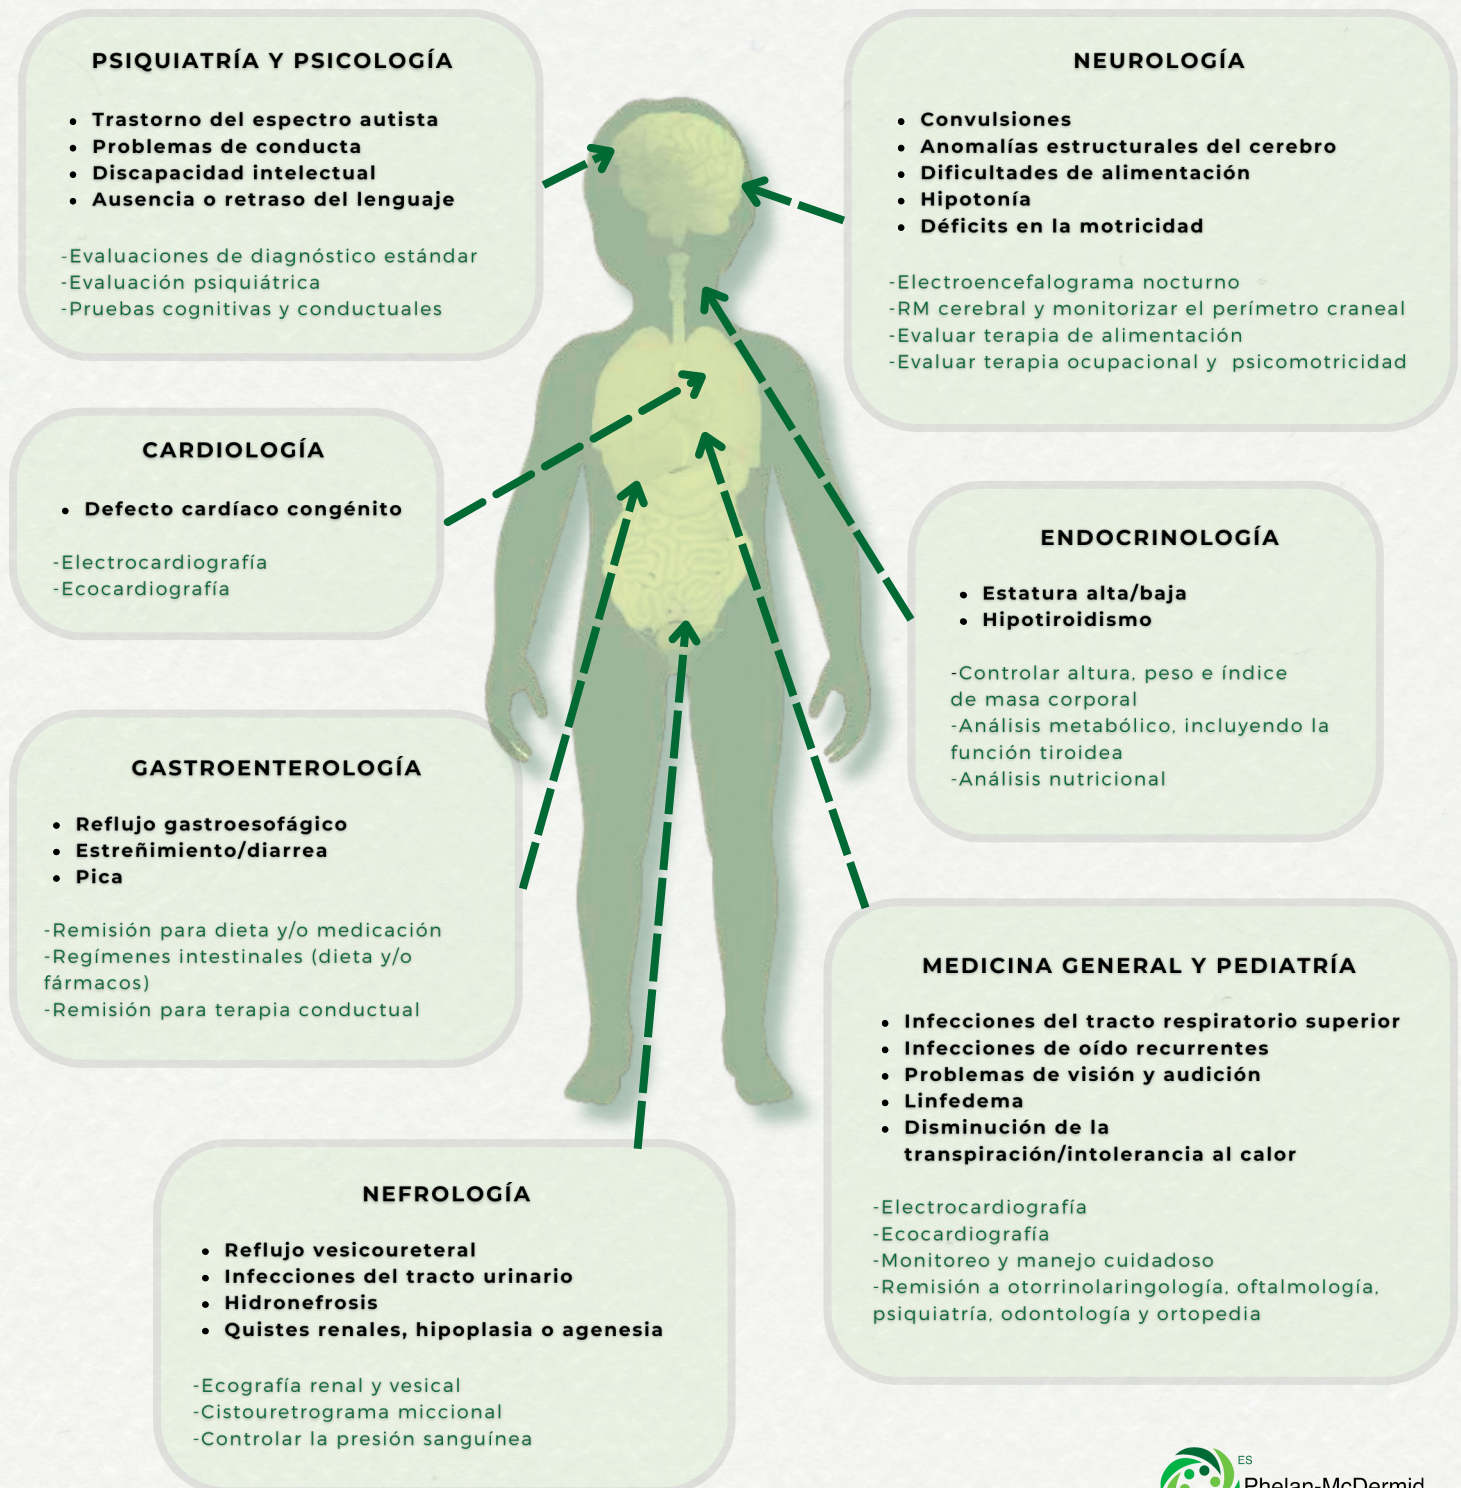 PSIQUIATRÍA Y PSICOLOGÍA
• Trastorno del espectro autista
• Problemas de conducta
• Discapacidad intelectual
• Ausencia o retraso del lenguaje
-Evaluaciones de diagnóstico estándar
-Evaluación psiquiátrica
-Pruebas cognitivas y conductuales
NEUROLOGÍA
• Convulsiones
• Anomalías estructurales del cerebro
• Dificultades de alimentación
• Hipotonía
• Déficits en la motricidad
-Electroencefalograma nocturno
-RM cerebral y monitorizar el perímetro craneal
-Evaluar terapia de alimentación
-Evaluar terapia ocupacional y psicomotricidad
CARDIOLOGÍA
• Defecto cardíaco congénito
-Electrocardiografía
-Ecocardiografía
ENDOCRINOLOGÍA
• Estatura alta/baja
• Hipotiroidismo
-Controlar altura, peso e índice
de masa corporal
-Análisis metabólico, incluyendo la
función tiroidea
-Análisis nutricional
GASTROENTEROLOGÍA
• Reflujo gastroesofágico
• Estreñimiento/diarrea
• Pica
-Remisión para dieta y/o medicación
-Regímenes intestinales (dieta y/o
fármacos)
-Remisión para terapia conductual
MEDICINA GENERAL Y PEDIATRÍA
• Infecciones del tracto respiratorio superior
• Infecciones de oído recurrentes
• Problemas de visión y audición
• Linfedema
• Disminución de la
transpiración/intolerancia al calor
-Electrocardiografía
-Ecocardiografía
-Monitoreo y manejo cuidadoso
-Remisión a otorrinolaringología, oftalmología,
psiquiatría, odontología y ortopedia
NEFROLOGÍA
• Reflujo vesicoureteral
• Infecciones del tracto urinario
• Hidronefrosis
• Quistes renales, hipoplasia o agenesia
-Ecografía renal y vesical
-Cistouretrograma miccional
-Controlar la presión sanguínea
ES
Phelan-McDermid